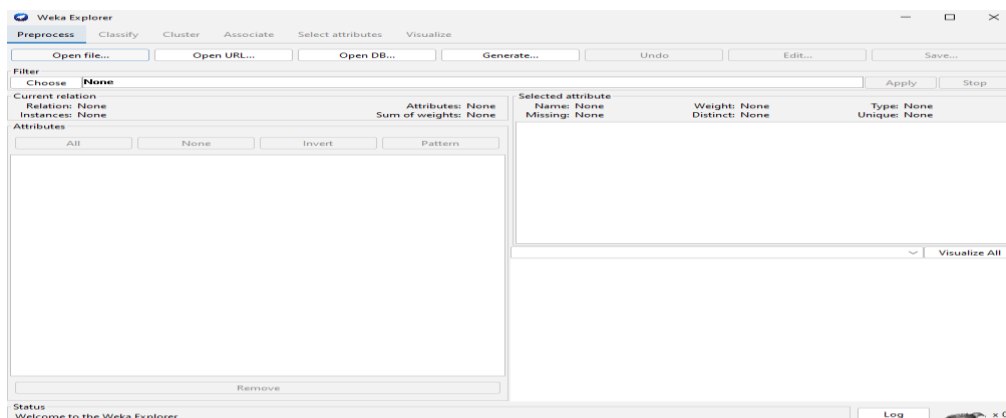 Weka Explorer
Preprocess Classify Cluster Associate Select attributes Visualize
Open file... Open URL... Open DB... Generate... Undo Edit... Save...
Filter
Choose None Apply Stop
Current relation
Relation: None Attributes: None
Instances: None Sum of weights: None
Selected attribute
Name: None Weight: None Type: None
Missing: None Distinct: None Unique: None
Attributes
All None Invert Pattern
Visualize All
Remove
Status
Welcome to the Weka Explorer
Log
x 0